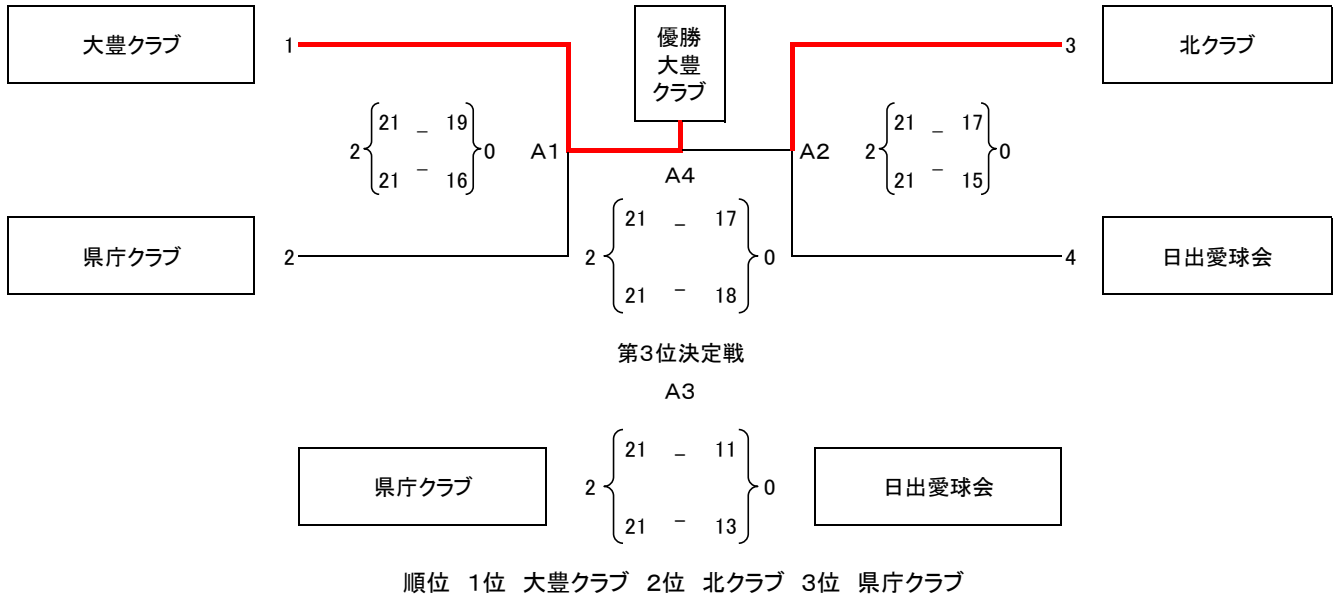 大豊クラブ
1
優勝
大豊
クラブ
3
北クラブ
21 － 19
2 0
21 － 16
A1
A2
21 － 17
2 0
21 － 15
A4
県庁クラブ
2
21 － 17
2 0
21 － 18
4
日出愛球会
第3位決定戦
A3
県庁クラブ
21 － 11
2 0
21 － 13
日出愛球会
順位 1位 大豊クラブ 2位 北クラブ 3位 県庁クラブ